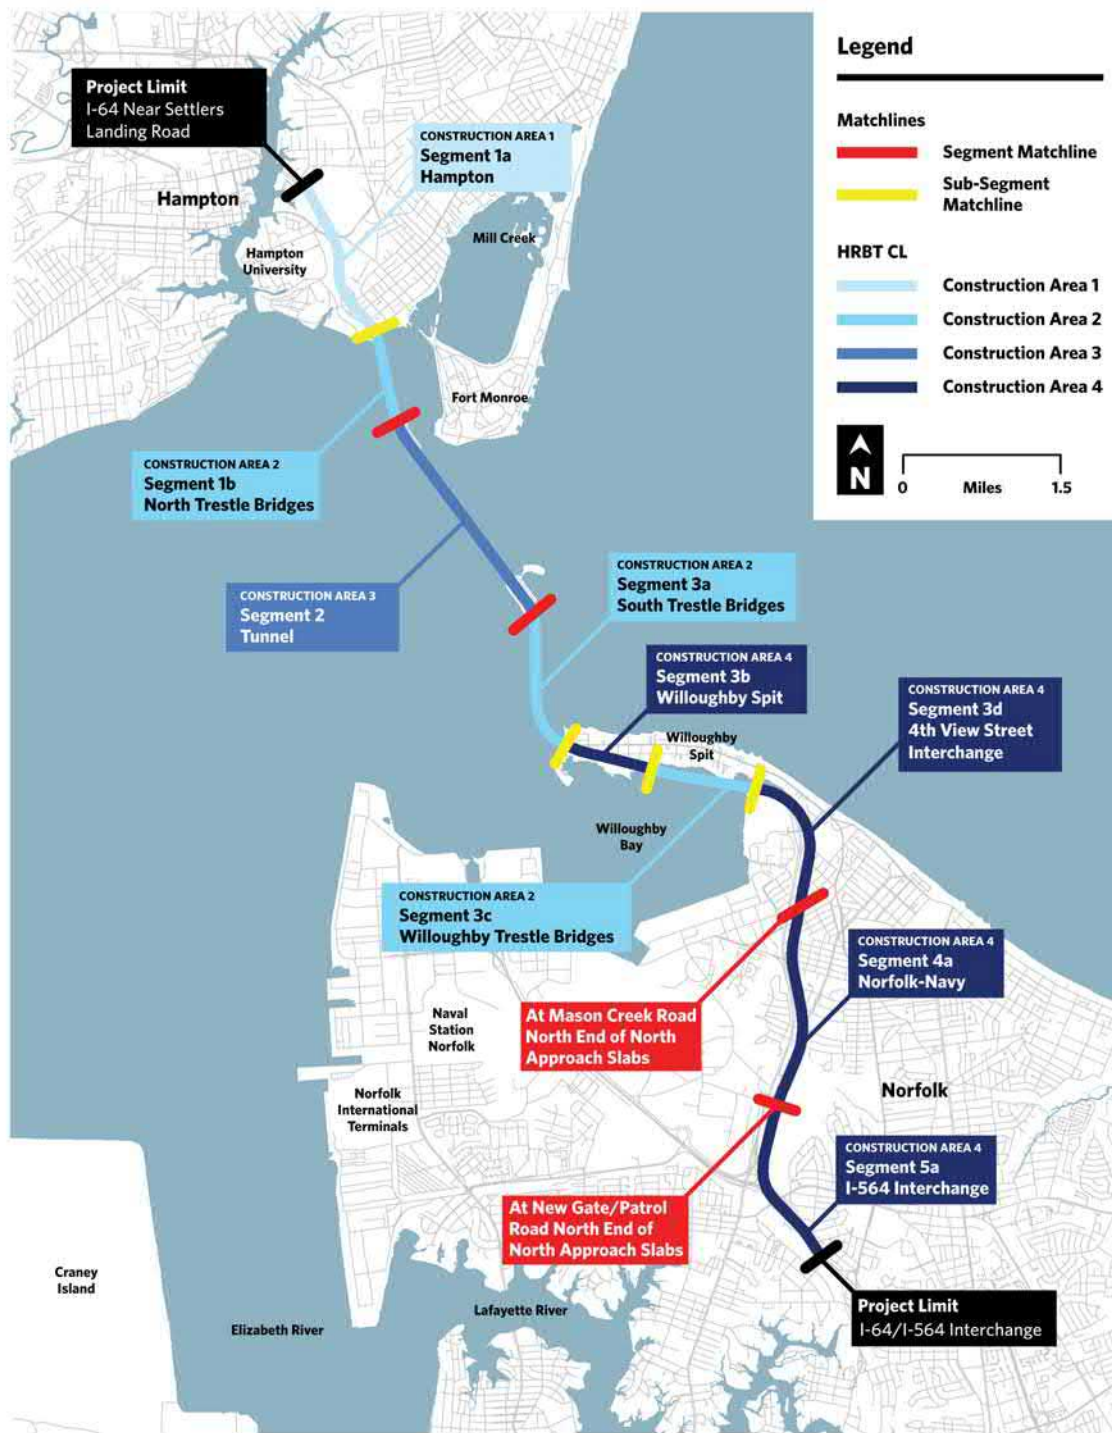 Project Limit
I-64 Near Settlers
Landing Road
CONSTRUCTION AREA 1
Segment 1a
Hampton
Hampton
Hampton
University
Mill Creek
Fort Monroe
CONSTRUCTION AREA 2
Segment 1b
North Trestle Bridges
CONSTRUCTION AREA 3
Segment 2
Tunnel
CONSTRUCTION AREA 2
Segment 3a
South Trestle Bridges
CONSTRUCTION AREA 4
Segment 3b
Willoughby Spit
CONSTRUCTION AREA 4
Segment 3d
4th View Street
Interchange
Willoughby
Spit
Willoughby
Bay
CONSTRUCTION AREA 2
Segment 3c
Willoughby Trestle Bridges
CONSTRUCTION AREA 4
Segment 4a
Norfolk-Navy
At Mason Creek Road
North End of North
Approach Slabs
Naval
Station
Norfolk
Norfolk
International
Terminals
Norfolk
CONSTRUCTION AREA 4
Segment 5a
I-564 Interchange
At New Gate/Patrol
Road North End of
North Approach Slabs
Craney
Island
Elizabeth River
Lafayette River
Project Limit
I-64/I-564 Interchange
Legend
Matchlines
Segment Matchline
Sub-Segment
Matchline
HRBT CL
Construction Area 1
Construction Area 2
Construction Area 3
Construction Area 4
N
0 Miles 1.5